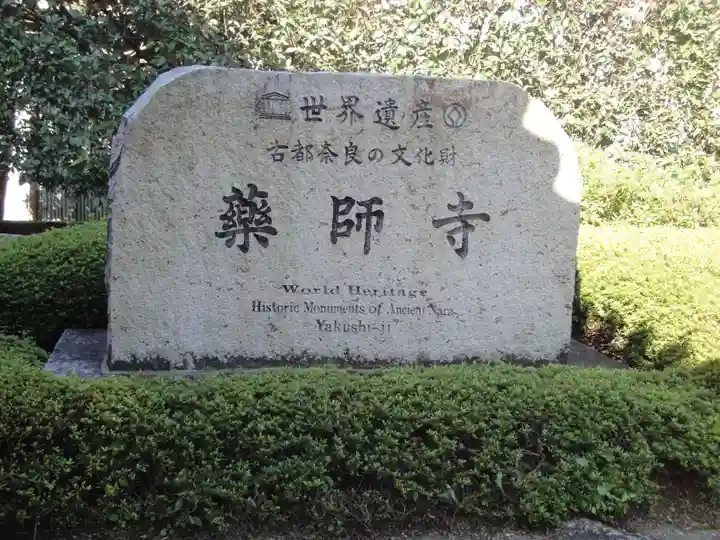 世界遺産
古都奈良の文化財
藥師寺
World Heritage
Historic Monuments of Ancient Nara
Yakushi-ji